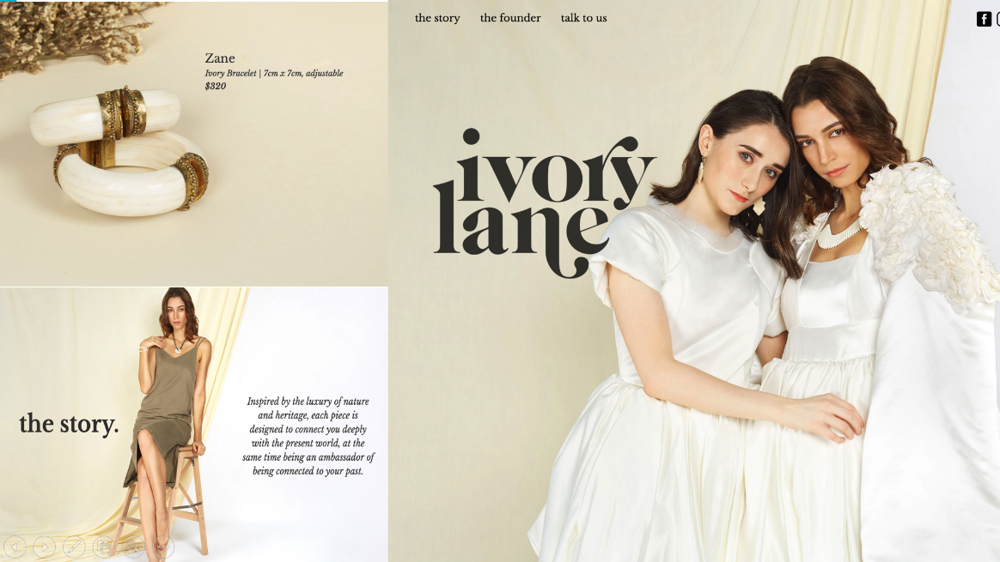 the story
the founder
talk to us
Zane
Ivory Bracelet | 7cm x 7cm, adjustable
$320
ivory
lane
the story.
Inspired by the luxury of nature
and heritage, each piece is
designed to connect you deeply
with the present world, at the
same time being an ambassador of
being connected to your past.